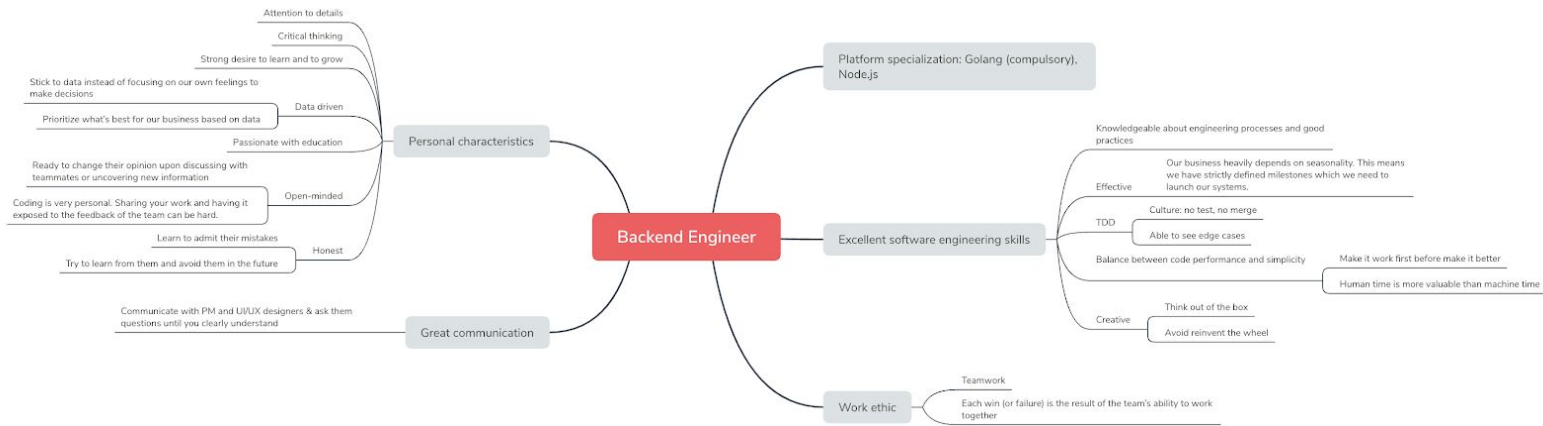 Backend Engineer
Personal characteristics
Attention to details
Critical thinking
Strong desire to learn and to grow
Data driven
Stick to data instead of focusing on our own feelings to
make decisions
Prioritize what's best for our business based on data
Passionate with education
Open-minded
Ready to change their opinion upon discussing with
teammates or uncovering new information
Coding is very personal. Sharing your work and having it
exposed to the feedback of the team can be hard.
Honest
Learn to admit their mistakes
Try to learn from them and avoid them in the future
Great communication
Communicate with PM and UI/UX designers & ask them
questions until you clearly understand
Platform specialization: Golang (compulsory),
Node.js
Excellent software engineering skills
Knowledgeable about engineering processes and good
practices
Effective
Our business heavily depends on seasonality. This means
we have strictly defined milestones which we need to
launch our systems.
TDD
Culture: no test, no merge
Able to see edge cases
Balance between code performance and simplicity
Make it work first before make it better
Human time is more valuable than machine time
Creative
Think out of the box
Avoid reinvent the wheel
Work ethic
Teamwork
Each win (or failure) is the result of the team's ability to work
together